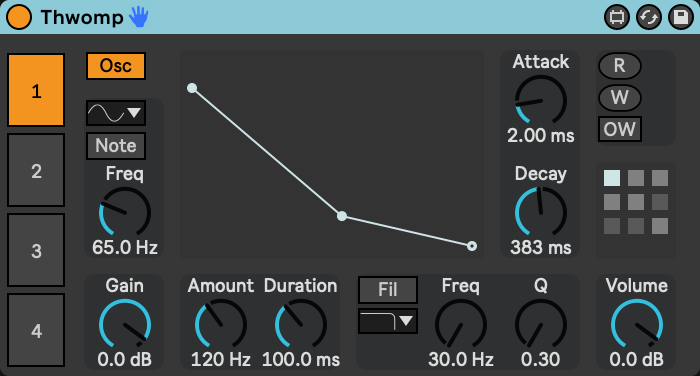 Thwomp
1
2
3
4
Osc
Note
Freq
65.0 Hz
Attack
2.00 ms
Decay
383 ms
R
W
OW
Gain
0.0 dB
Amount
120 Hz
Duration
100.0 ms
Fil
Freq
30.0 Hz
Q
0.30
Volume
0.0 dB